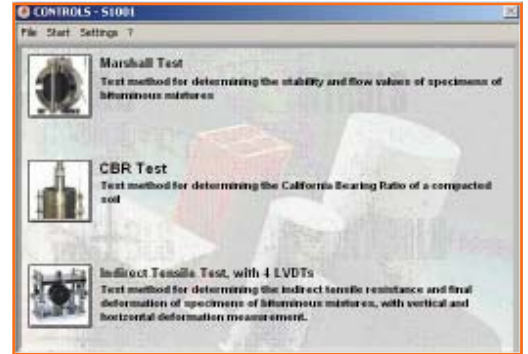 CONTROLS - S1001
File Start Settings ?
Marshall Test
Test method for determining the stability and flow values of specimens of
bituminous mixtures
CBR Test
Test method for determining the California Bearing Ratio of a compacted
soil
Indirect Tensile Test, with 4 LVDTs
Test method for determining the indirect tensile resistance and final
deformation of specimens of bituminous mixtures, with vertical and
horizontal deformation measurement.